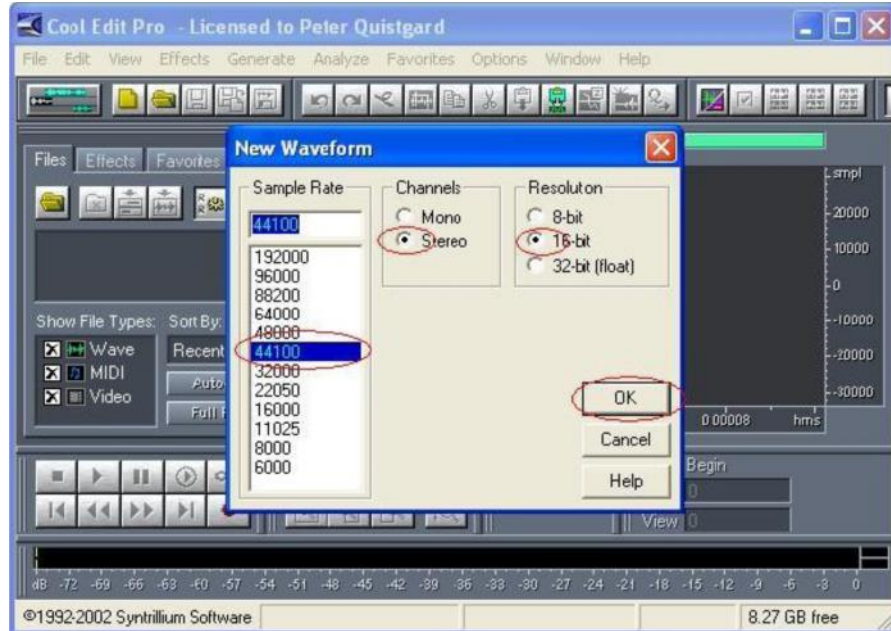 Cool Edit Pro - Licensed to Peter Quistgard
File Edit View Effects Generate Analyze Favorites Options Window Help
Files Effects Favorites
New Waveform
Sample Rate
44100
192000
96000
88200
64000
48000
44100
32000
22050
16000
11025
8000
6000
Channels
Mono
Stereo
Resoluton
8-bit
16-bit
32-bit (float)
OK
Cancel
Help
Show File Types: Sort By:
Wave
MIDI
Video
Recent
Auto
Full
smpl
20000
10000
0
-10000
-20000
-30000
0:00008 hms
Begin
0
View 0
dB -72 -69 -66 -63 -60 -57 -54 -51 -48 -45 -42 -39 -36 -33 -30 -27 -24 -21 -18 -15 -12 -9 -6 -3 0
©1992-2002 Syntrillium Software
8.27 GB free